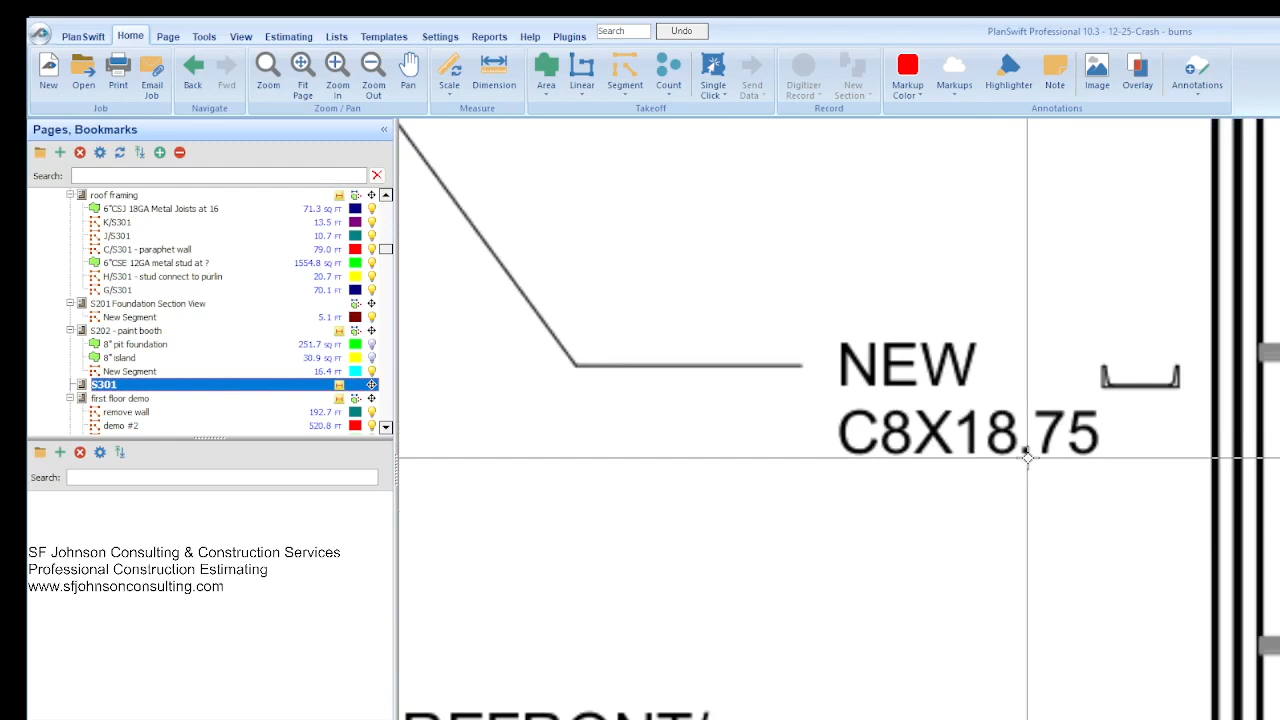 PlanSwift Home Page Tools View Estimating Lists Templates Settings Reports Help Plugins Search Undo PlanSwift Professional 10.3 - 12-25-Crash - burns
New Open Print Email Job Back Fwd Zoom Fit Page Zoom In Zoom Out Pan Scale Dimension Area Linear Segment Count Single Click Send Data Digitizer Record New Section Markup Color Markups Highlighter Note Image Overlay Annotations
Job Navigate Zoom / Pan Measure Takeoff Record Annotations
Pages, Bookmarks «
Search:
roof framing
6"CSJ 18GA Metal Joists at 16 71.3 SQ FT
K/S301 13.5 FT
J/S301 10.7 FT
C/S301 - paraphet wall 79.0 FT
6"CSE 12GA metal stud at ? 1554.8 SQ FT
H/S301 - stud connect to purlin 20.7 FT
G/S301 70.1 FT
S201 Foundation Section View
New Segment 5.1 FT
S202 - paint booth
8" pit foundation 251.7 SQ FT
8" island 30.9 SQ FT
New Segment 16.4 FT
S301
first floor demo
remove wall 192.7 FT
demo #2 520.8 FT
Search:
SF Johnson Consulting & Construction Services
Professional Construction Estimating
www.sfjohnsonconsulting.com
NEW
C8X18.75